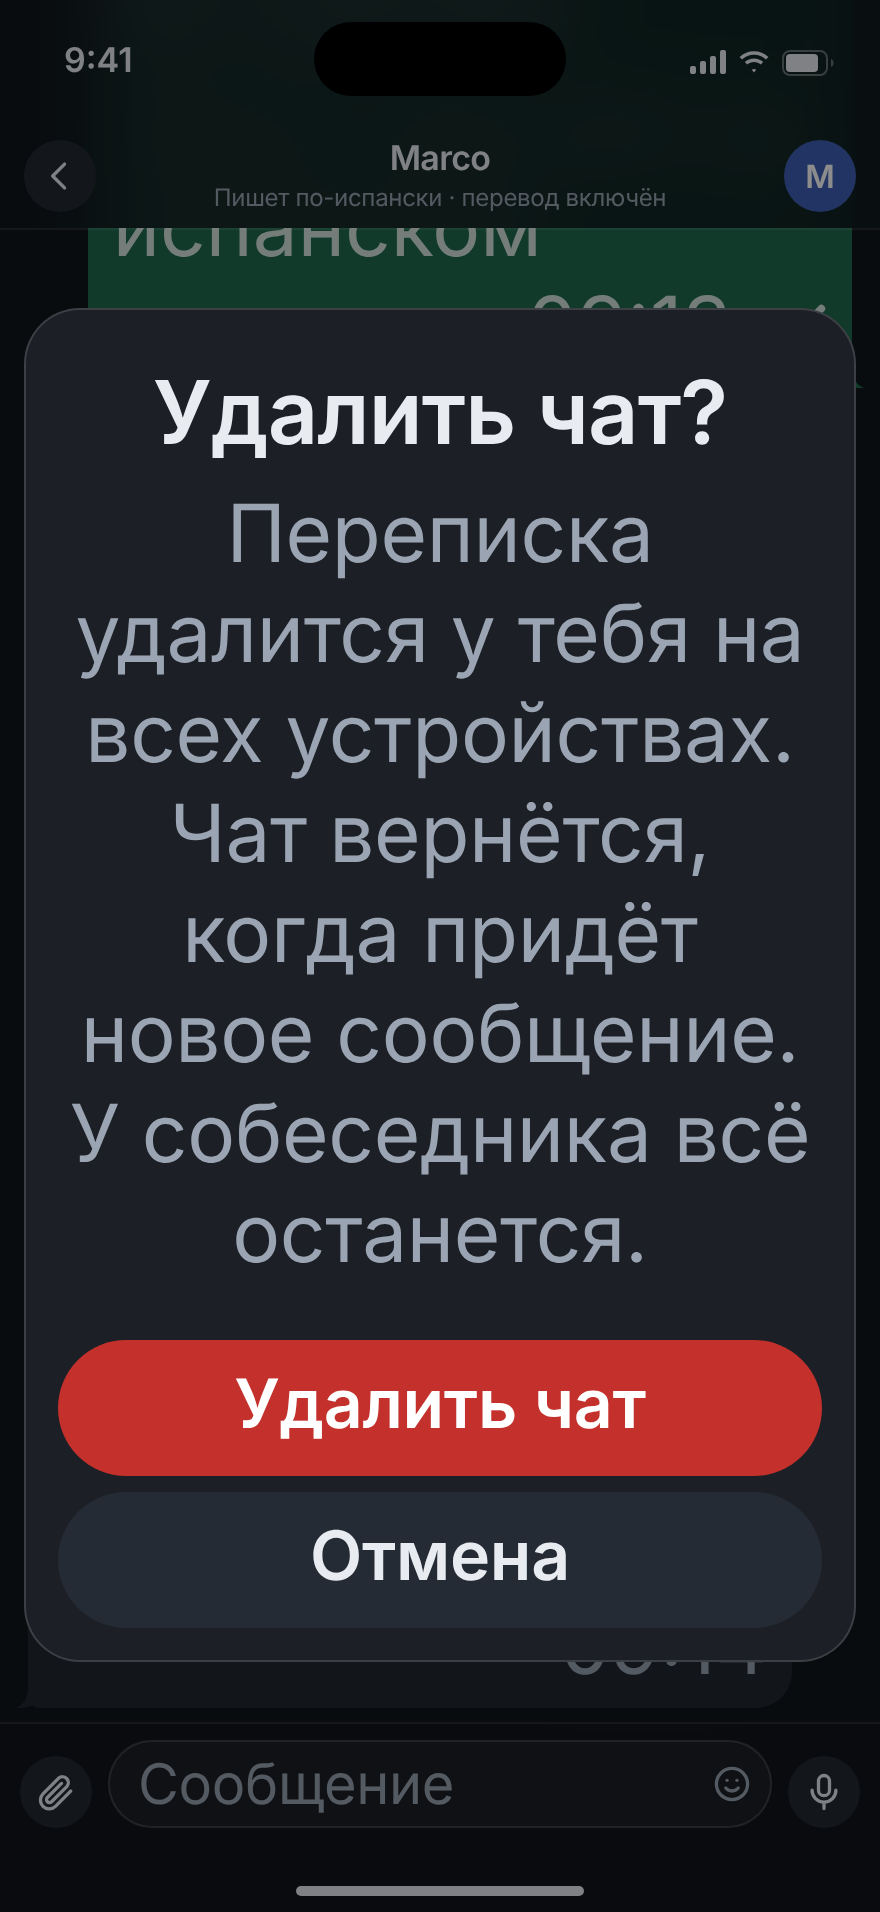 9:41
Marco
Пишет по-испански · перевод включён
M
испанском
Удалить чат?
Переписка
удалится у тебя на
всех устройствах.
Чат вернётся,
когда придёт
новое сообщение.
У собеседника всё
останется.
Удалить чат
Отмена
Сообщение